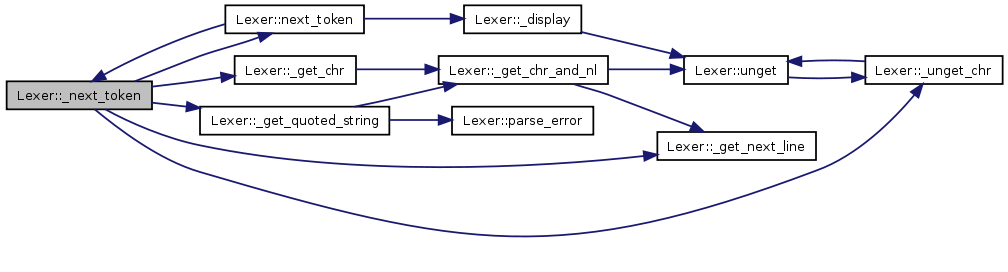 Lexer::next_token
Lexer::_display
Lexer::_get_chr
Lexer::_get_chr_and_nl
Lexer::unget
Lexer::_unget_chr
Lexer::_next_token
Lexer::_get_quoted_string
Lexer::parse_error
Lexer::_get_next_line